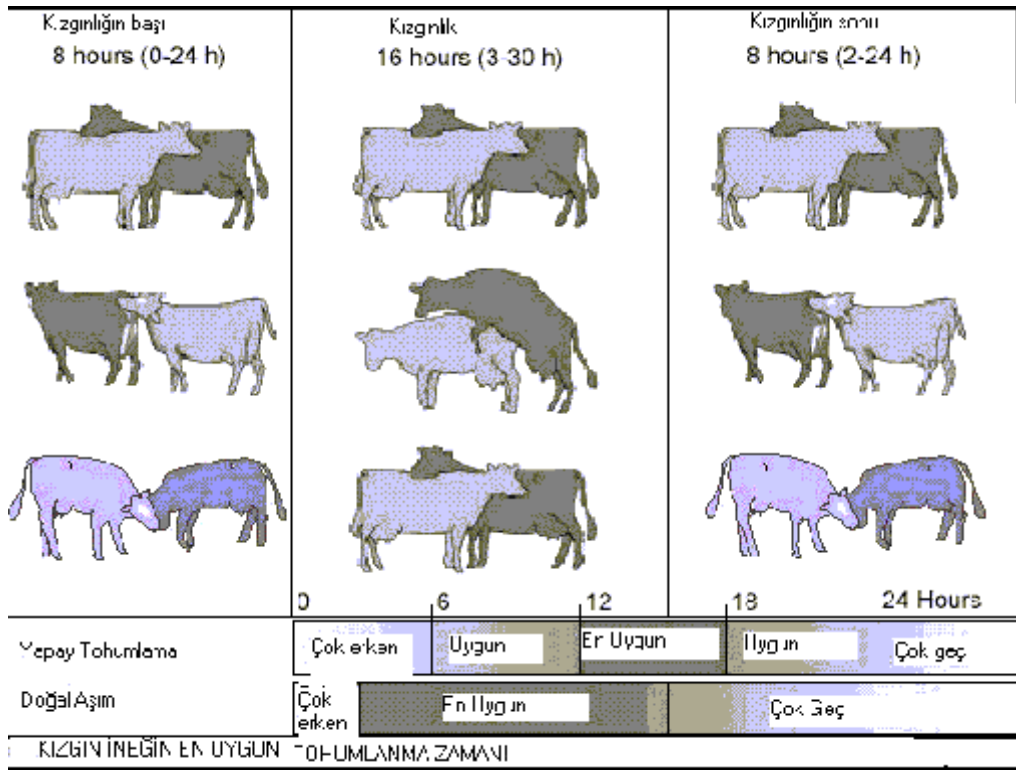 Kızgınlığın başı
8 hours (0-24 h)
Kızgınlık
16 hours (3-30 h)
Kızgınlığın sonu
8 hours (2-24 h)
0 6 12 18 24 Hours
Yapay Tohumlama
Çok erken
Uygun
En Uygun
Uygun
Çok geç
Doğal Aşım
Çok
erken
En Uygun
Çok Geç
KIZGIN İNEĞİN EN UYGUN TOHUMLANMA ZAMANI